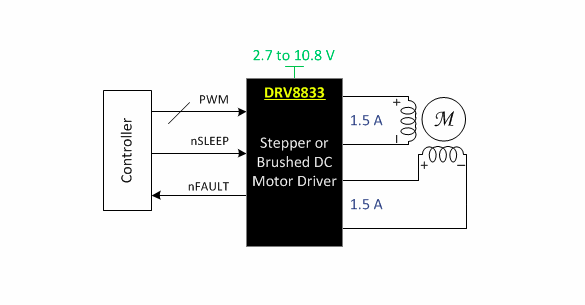 2.7 to 10.8 V
DRV8833
Stepper or
Brushed DC
Motor Driver
Controller
PWM
nSLEEP
nFAULT
+
1.5 A
−
M
+
−
1.5 A